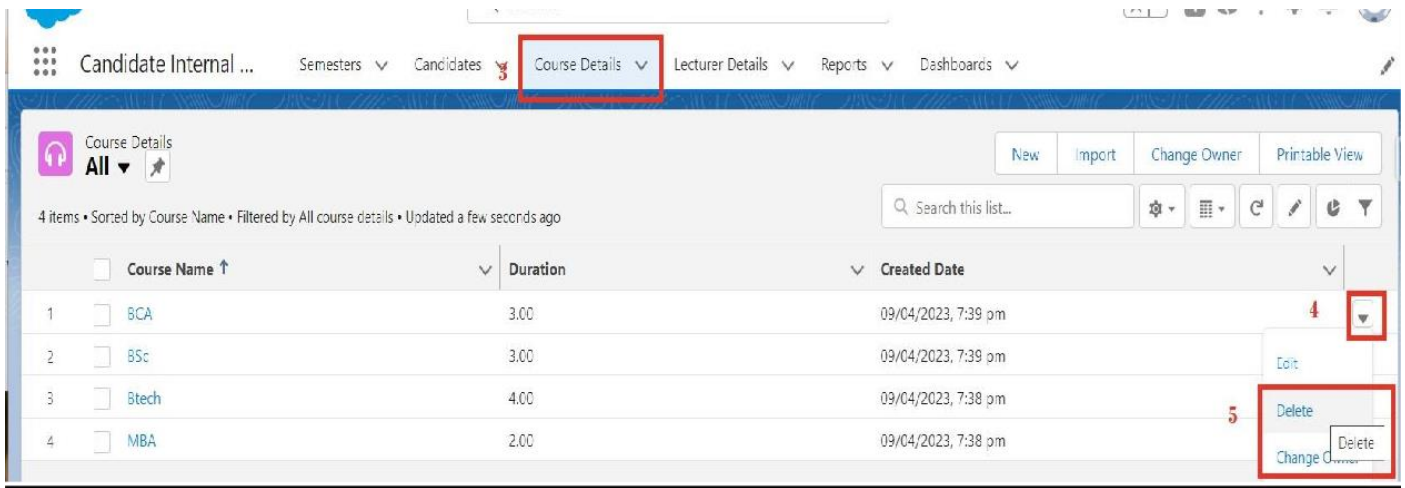 Candidate Internal ... Semesters Candidates 3 Course Details Lecturer Details Reports Dashboards
Course Details
All
New Import Change Owner Printable View
4 items • Sorted by Course Name • Filtered by All course details • Updated a few seconds ago
Search this list...
Course Name ↑ Duration Created Date
1 BCA 3.00 09/04/2023, 7:39 pm 4
2 BSc 3.00 09/04/2023, 7:39 pm
Edit
3 Btech 4.00 09/04/2023, 7:38 pm
5 Delete
4 MBA 2.00 09/04/2023, 7:38 pm
Delete
Change